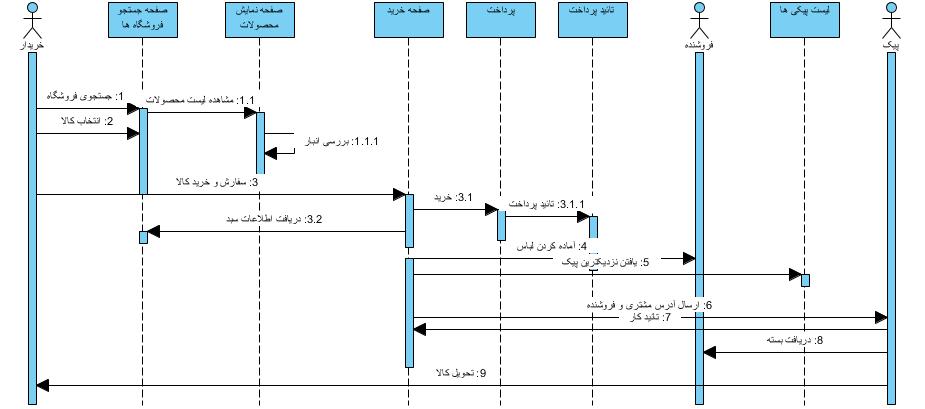 صفحه جستجو
فروشگاه ها
صفحه نمایش
محصولات
صفحه خرید
پرداخت
تائید پرداخت
لیست پیکی ها
خریدار
فروشنده
پیک
1: جستجوی فروشگاه
1.1: مشاهده لیست محصولات
2: انتخاب کالا
1.1.1: بررسی انبار
3: سفارش و خرید کالا
3.1: خرید
3.1.1: تائید پرداخت
3.2: دریافت اطلاعات سبد
4: آماده کردن لباس
5: یافتن نزدیکترین پیک
6: ارسال آدرس مشتری و فروشنده
7: تائید کار
8: دریافت بسته
9: تحویل کالا